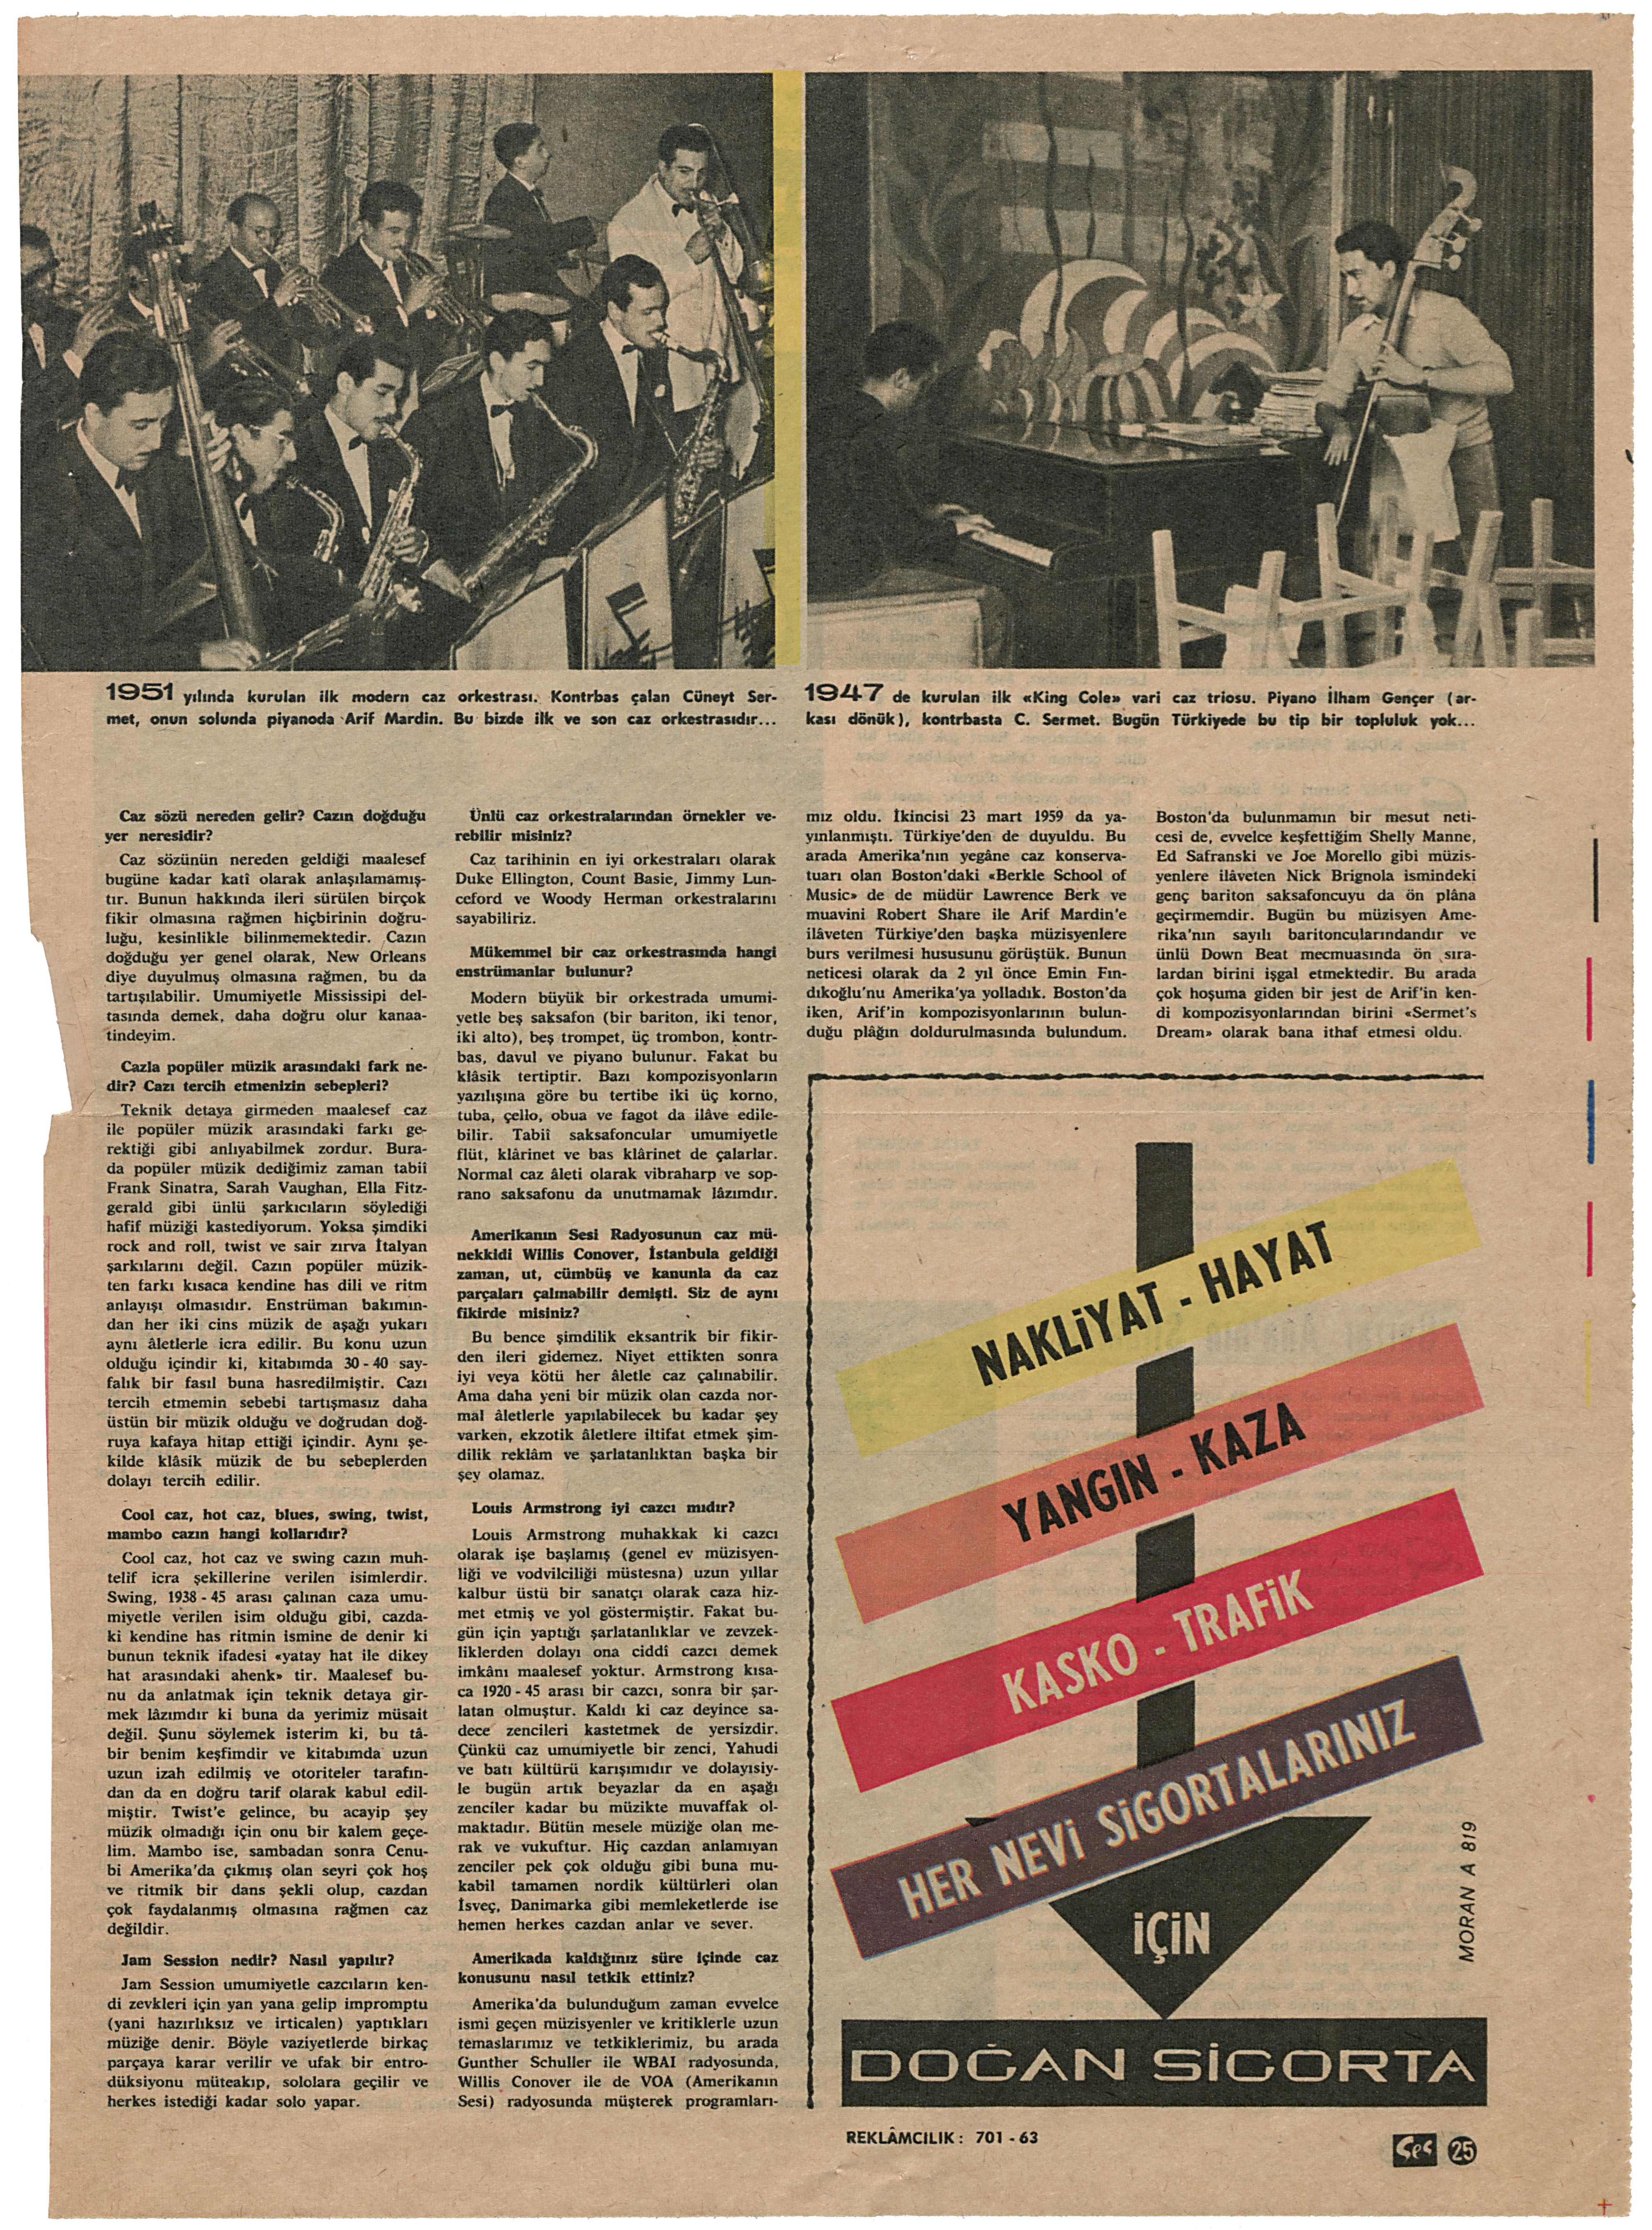 1951 yılında kurulan ilk modern caz orkestrası. Kontrbas çalan Cüneyt Ser-
met, onun solunda piyanoda Arif Mardin. Bu bizde ilk ve son caz orkestrasıdır...
1947 de kurulan ilk «King Cole» vari caz triosu. Piyano İlham Gençer (ar-
kası dönük), kontrbasta C. Sermet. Bugün Türkiyede bu tip bir topluluk yok...
Caz sözü nereden gelir? Cazın doğduğu
yer neresidir?
Caz sözünün nereden geldiği maalesef
bugüne kadar katî olarak anlaşılamamış-
tır. Bunun hakkında ileri sürülen birçok
fikir olmasına rağmen hiçbirinin doğru-
luğu, kesinlikle bilinmemektedir. Cazın
doğduğu yer genel olarak, New Orleans
diye duyulmuş olmasına rağmen, bu da
tartışılabilir. Umumiyetle Mississipi del-
tasında demek, daha doğru olur kanaa-
tindeyim.
Cazla popüler müzik arasındaki fark ne-
dir? Cazı tercih etmenizin sebepleri?
Teknik detaya girmeden maalesef caz
ile popüler müzik arasındaki farkı ge-
rektiği gibi anlıyabilmek zordur. Bura-
da popüler müzik dediğimiz zaman tabiî
Frank Sinatra, Sarah Vaughan, Ella Fitz-
gerald gibi ünlü şarkıcıların söylediği
hafif müziği kastediyorum. Yoksa şimdiki
rock and roll, twist ve sair zırva İtalyan
şarkılarını değil. Cazın popüler müzik-
ten farkı kısaca kendine has dili ve ritm
anlayışı olmasıdır. Enstrüman bakımın-
dan her iki cins müzik de aşağı yukarı
aynı âletlerle icra edilir. Bu konu uzun
olduğu içindir ki, kitabımda 30 - 40 say-
falık bir fasıl buna hasredilmiştir. Cazı
tercih etmemin sebebi tartışmasız daha
üstün bir müzik olduğu ve doğrudan doğ-
ruya kafaya hitap ettiği içindir. Aynı şe-
kilde klâsik müzik de bu sebeplerden
dolayı tercih edilir.
Cool caz, hot caz, blues, swing, twist,
mambo cazın hangi kollarıdır?
Cool caz, hot caz ve swing cazın muh-
telif icra şekillerine verilen isimlerdir.
Swing, 1938 - 45 arası çalınan caza umu-
miyetle verilen isim olduğu gibi, cazda-
ki kendine has ritmin ismine de denir ki
bunun teknik ifadesi «yatay hat ile dikey
hat arasındaki ahenk» tir. Maalesef bu-
nu da anlatmak için teknik detaya gir-
mek lâzımdır ki buna da yerimiz müsait
değil. Şunu söylemek isterim ki, bu tâ-
bir benim keşfimdir ve kitabımda uzun
uzun izah edilmiş ve otoriteler tarafın-
dan da en doğru tarif olarak kabul edil-
miştir. Twist'e gelince, bu acayip şey
müzik olmadığı için onu bir kalem geçe-
lim. Mambo ise, sambadan sonra Cenu-
bi Amerika'da çıkmış olan seyri çok hoş
ve ritmik bir dans şekli olup, cazdan
çok faydalanmış olmasına rağmen caz
değildir.
Jam Session nedir? Nasıl yapılır?
Jam Session umumiyetle cazcıların ken-
di zevkleri için yan yana gelip impromptu
(yani hazırlıksız ve irticalen) yaptıkları
müziğe denir. Böyle vaziyetlerde birkaç
parçaya karar verilir ve ufak bir entro-
düksiyonu müteakıp, sololara geçilir ve
herkes istediği kadar solo yapar.
Ünlü caz orkestralarından örnekler ve-
rebilir misiniz?
Caz tarihinin en iyi orkestraları olarak
Duke Ellington, Count Basie, Jimmy Lun-
ceford ve Woody Herman orkestralarını
sayabiliriz.
Mükemmel bir caz orkestrasında hangi
enstrümanlar bulunur?
Modern büyük bir orkestrada umumi-
yetle beş saksafon (bir bariton, iki tenor,
iki alto), beş trompet, üç trombon, kontr-
bas, davul ve piyano bulunur. Fakat bu
klâsik tertiptir. Bazı kompozisyonların
yazılışına göre bu tertibe iki üç korno,
tuba, çello, obua ve fagot da ilâve edile-
bilir. Tabiî saksafoncular umumiyetle
flüt, klârinet ve bas klârinet de çalarlar.
Normal caz âleti olarak vibraharp ve sop-
rano saksafonu da unutmamak lâzımdır.
Amerikanın Sesi Radyosunun caz mü-
nekkidi Willis Conover, İstanbula geldiği
zaman, ut, cümbüş ve kanunla da caz
parçaları çalınabilir demişti. Siz de aynı
fikirde misiniz?
Bu bence şimdilik eksantrik bir fikir-
den ileri gidemez. Niyet ettikten sonra
iyi veya kötü her âletle caz çalınabilir.
Ama daha yeni bir müzik olan cazda nor-
mal âletlerle yapılabilecek bu kadar şey
varken, ekzotik âletlere iltifat etmek şim-
dilik reklâm ve şarlatanlıktan başka bir
şey olamaz.
Louis Armstrong iyi cazcı mıdır?
Louis Armstrong muhakkak ki cazcı
olarak işe başlamış (genel ev müzisyen-
liği ve vodvilciliği müstesna) uzun yıllar
kalbur üstü bir sanatçı olarak caza hiz-
met etmiş ve yol göstermiştir. Fakat bu-
gün için yaptığı şarlatanlıklar ve zevzek-
liklerden dolayı ona ciddî cazcı demek
imkânı maalesef yoktur. Armstrong kısa-
ca 1920 - 45 arası bir cazcı, sonra bir şar-
latan olmuştur. Kaldı ki caz deyince sa-
dece zencileri kastetmek de yersizdir.
Çünkü caz umumiyetle bir zenci, Yahudi
ve batı kültürü karışımıdır ve dolayısiy-
le bugün artık beyazlar da en aşağı
zenciler kadar bu müzikte muvaffak ol-
maktadır. Bütün mesele müziğe olan me-
rak ve vukuftur. Hiç cazdan anlamıyan
zenciler pek çok olduğu gibi buna mu-
kabil tamamen nordik kültürleri olan
İsveç, Danimarka gibi memleketlerde ise
hemen herkes cazdan anlar ve sever.
Amerikada kaldığınız süre içinde caz
konusunu nasıl tetkik ettiniz?
Amerika'da bulunduğum zaman evvelce
ismi geçen müzisyenler ve kritiklerle uzun
temaslarımız ve tetkiklerimiz, bu arada
Gunther Schuller ile WBAI radyosunda,
Willis Conover ile de VOA (Amerikanın
Sesi) radyosunda müşterek programları-
mız oldu. İkincisi 23 mart 1959 da ya-
yınlanmıştı. Türkiye'den de duyuldu. Bu
arada Amerika'nın yegâne caz konserva-
tuarı olan Boston'daki «Berkle School of
Music» de de müdür Lawrence Berk ve
muavini Robert Share ile Arif Mardin'e
ilâveten Türkiye'den başka müzisyenlere
burs verilmesi hususunu görüştük. Bunun
neticesi olarak da 2 yıl önce Emin Fın-
dıkoğlu'nu Amerika'ya yolladık. Boston'da
iken, Arif'in kompozisyonlarının bulun-
duğu plâğın doldurulmasında bulundum.
Boston'da bulunmamın bir mesut neti-
cesi de, evvelce keşfettiğim Shelly Manne,
Ed Safranski ve Joe Morello gibi müzis-
yenlere ilâveten Nick Brignola ismindeki
genç bariton saksafoncuyu da ön plâna
geçirmemdir. Bugün bu müzisyen Ame-
rika'nın sayılı baritoncularındandır ve
ünlü Down Beat mecmuasında ön sıra-
lardan birini işgal etmektedir. Bu arada
çok hoşuma giden bir jest de Arif'in ken-
di kompozisyonlarından birini «Sermet's
Dream» olarak bana ithaf etmesi oldu.
NAKLİYAT - HAYAT
YANGIN - KAZA
KASKO - TRAFİK
HER NEVİ SİGORTALARINIZ
İÇİN
MORAN A 819
DOĞAN SİGORTA
REKLÂMCILIK: 701 - 63
Ses 25